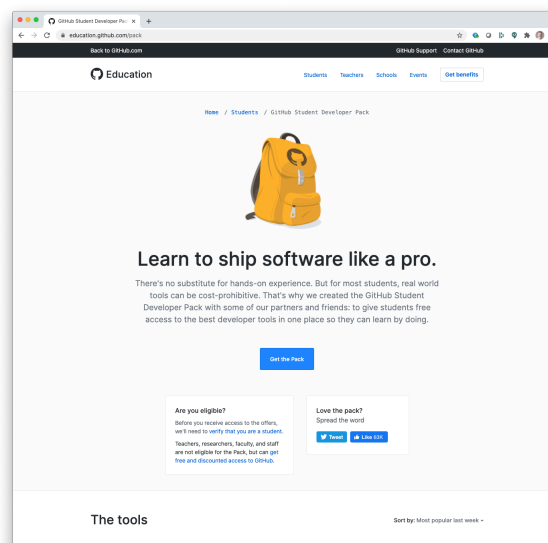 GitHub Student Developer Pac
education.github.com/pack
Back to GitHub.com
GitHub Support Contact GitHub
Education
Students Teachers Schools Events Get benefits
Home / Students / GitHub Student Developer Pack
Learn to ship software like a pro.
There's no substitute for hands-on experience. But for most students, real world
tools can be cost-prohibitive. That's why we created the GitHub Student
Developer Pack with some of our partners and friends: to give students free
access to the best developer tools in one place so they can learn by doing.
Get the Pack
Are you eligible?
Before you receive access to the offers,
we'll need to verify that you are a student.
Teachers, researchers, faculty, and staff
are not eligible for the Pack, but can get
free and discounted access to GitHub.
Love the pack?
Spread the word
Tweet Like 63K
The tools
Sort by: Most popular last week